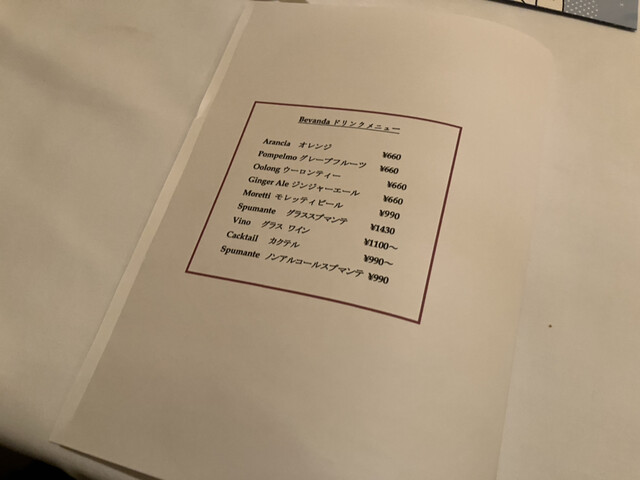 Bevanda ドリンクメニュー
Arancia オレンジ ¥660
Pompelmo グレープフルーツ ¥660
Oolong ウーロンティー ¥660
Ginger Ale ジンジャーエール ¥660
Moretti モレッティビール ¥990
Spumante グラススプマンテ ¥1430
Vino グラス ワイン ¥1100～
Cacktail カクテル ¥990～
Spumante ノンアルコールスプマンテ ¥990